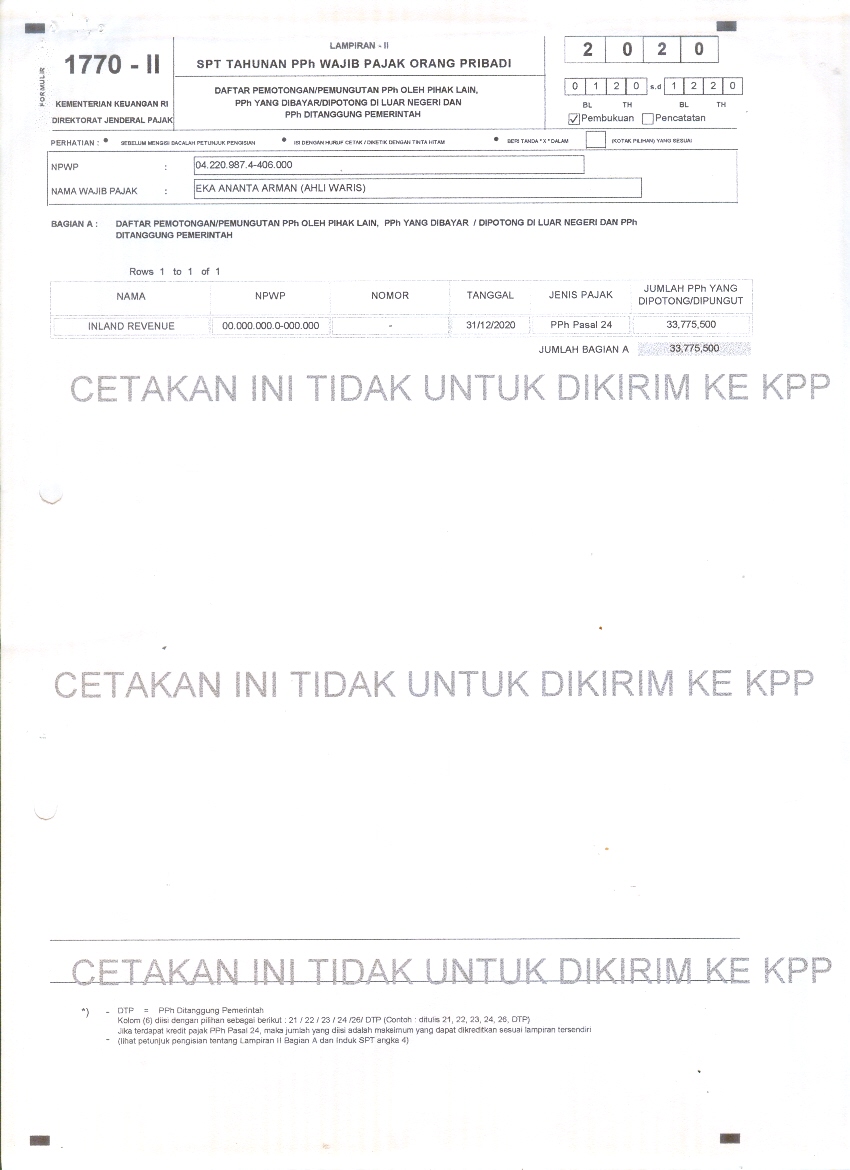 FORMULIR
1770 - II
KEMENTERIAN KEUANGAN RI
DIREKTORAT JENDERAL PAJAK
LAMPIRAN - II
SPT TAHUNAN PPh WAJIB PAJAK ORANG PRIBADI
DAFTAR PEMOTONGAN/PEMUNGUTAN PPh OLEH PIHAK LAIN,
PPh YANG DIBAYAR/DIPOTONG DI LUAR NEGERI DAN
PPh DITANGGUNG PEMERINTAH
2 0 2 0
0 1 2 0 s.d 1 2 2 0
BL TH BL TH
Pembukuan Pencatatan
PERHATIAN : • SEBELUM MENGISI BACALAH PETUNJUK PENGISIAN • ISI DENGAN HURUF CETAK / DIKETIK DENGAN TINTA HITAM • BERI TANDA "X" DALAM (KOTAK PILIHAN) YANG SESUAI
NPWP : 04.220.987.4-406.000
NAMA WAJIB PAJAK : EKA ANANTA ARMAN (AHLI WARIS)
BAGIAN A : DAFTAR PEMOTONGAN/PEMUNGUTAN PPh OLEH PIHAK LAIN, PPh YANG DIBAYAR / DIPOTONG DI LUAR NEGERI DAN PPh
DITANGGUNG PEMERINTAH
Rows 1 to 1 of 1
NAMA NPWP NOMOR TANGGAL JENIS PAJAK JUMLAH PPh YANG
DIPOTONG/DIPUNGUT
INLAND REVENUE 00.000.000.0-000.000 - 31/12/2020 PPh Pasal 24 33,775,500
JUMLAH BAGIAN A 33,775,500
CETAKAN INI TIDAK UNTUK DIKIRIM KE KPP
CETAKAN INI TIDAK UNTUK DIKIRIM KE KPP
CETAKAN INI TIDAK UNTUK DIKIRIM KE KPP
*) - DTP = PPh Ditanggung Pemerintah
Kolom (6) diisi dengan pilihan sebagai berikut : 21 / 22 / 23 / 24 /26/ DTP (Contoh : ditulis 21, 22, 23, 24, 26, DTP)
Jika terdapat kredit pajak PPh Pasal 24, maka jumlah yang diisi adalah maksimum yang dapat dikreditkan sesuai lampiran tersendiri
- (lihat petunjuk pengisian tentang Lampiran II Bagian A dan Induk SPT angka 4)